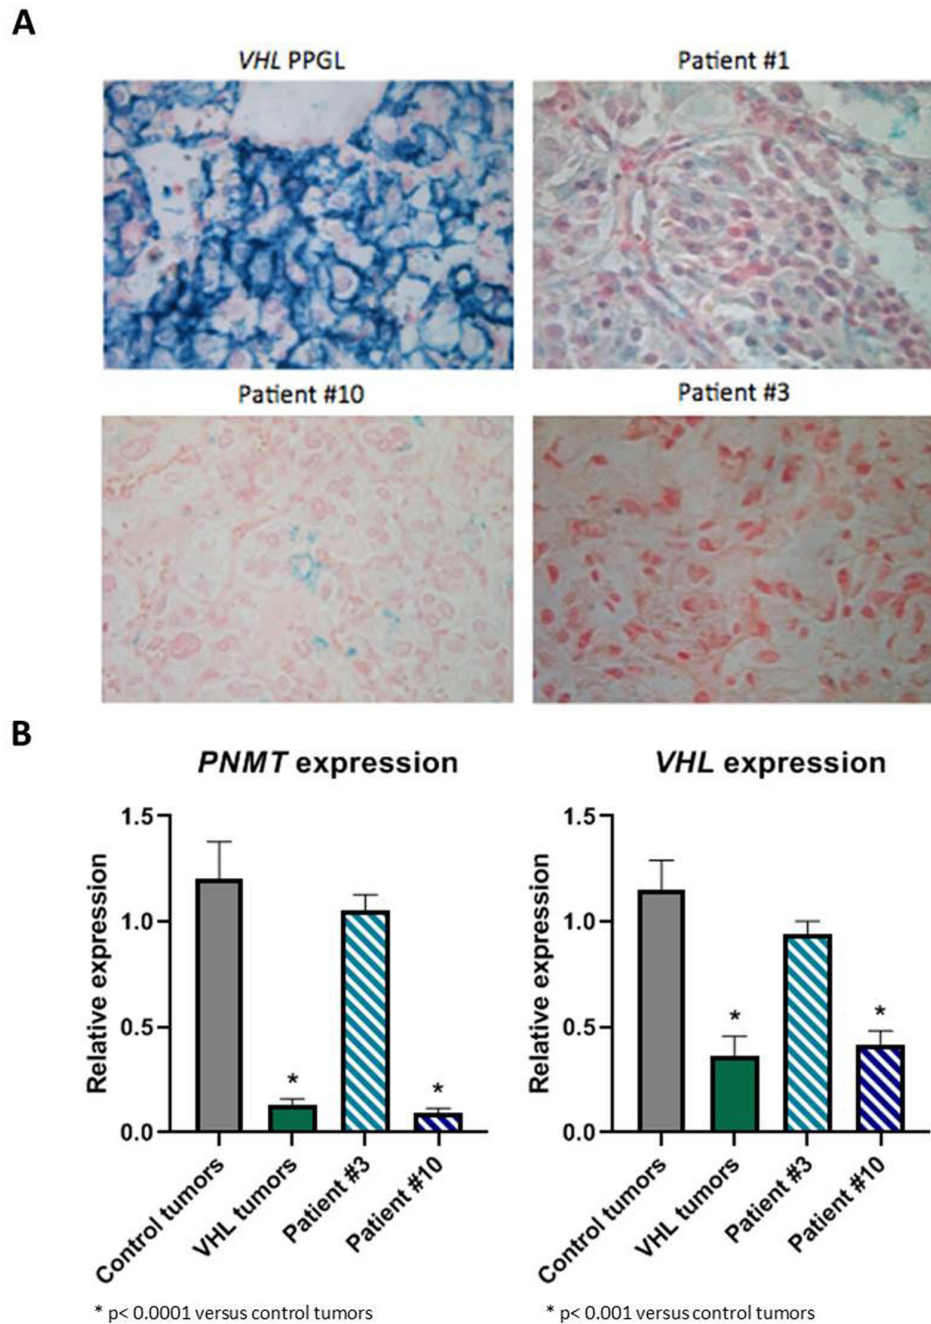 A
VHL PPGL
Patient #1
Patient #10
Patient #3
B
PNMT expression
Relative expression
1.5
1.0
0.5
0.0
*
*
Control tumors
VHL tumors
Patient #3
Patient #10
* p< 0.0001 versus control tumors
VHL expression
Relative expression
1.5
1.0
0.5
0.0
*
*
Control tumors
VHL tumors
Patient #3
Patient #10
* p< 0.001 versus control tumors